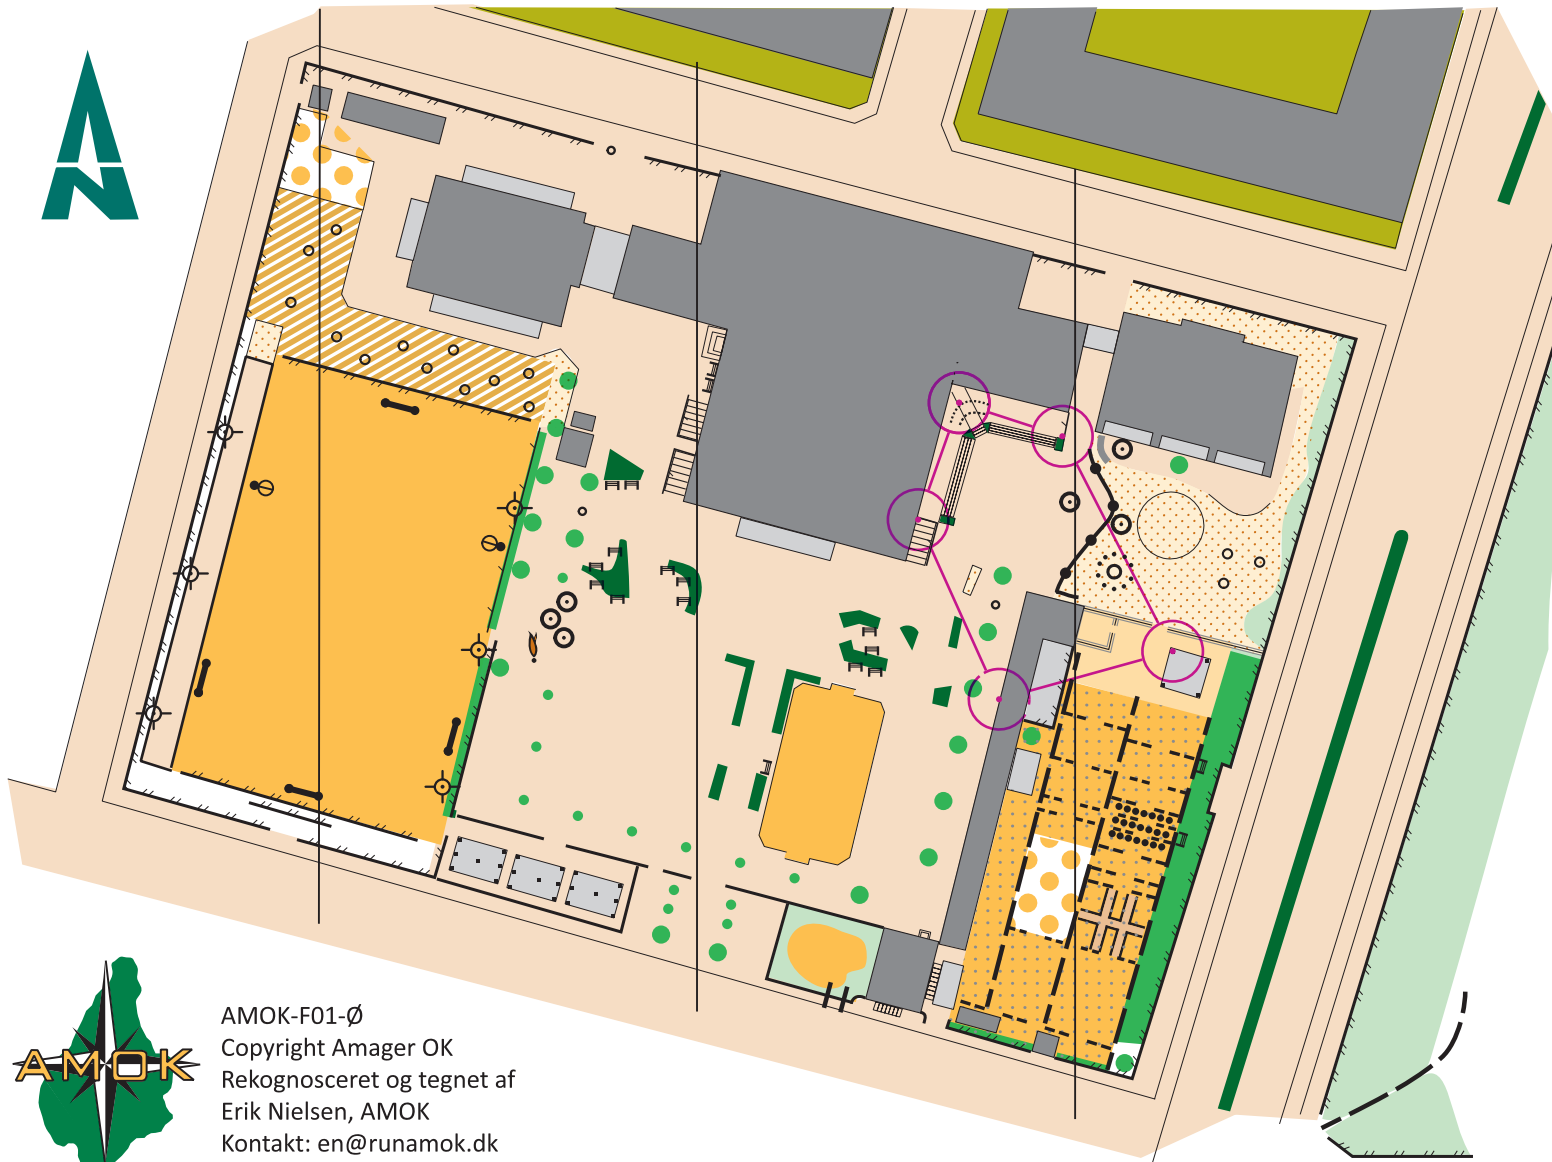 N
AMOK
AMOK-F01-Ø
Copyright Amager OK
Rekognosceret og tegnet af
Erik Nielsen, AMOK
Kontakt: en@runamok.dk